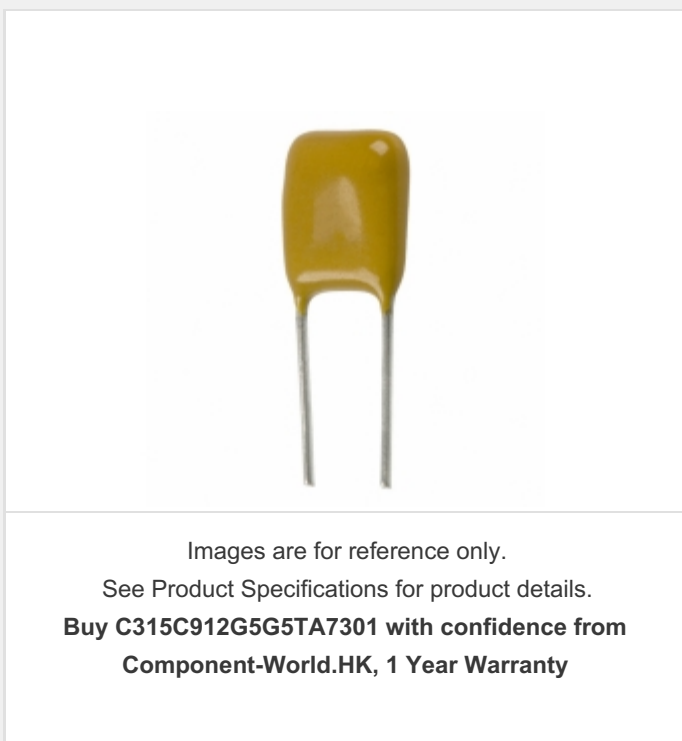 Images are for reference only.
See Product Specifications for product details.
Buy C315C912G5G5TA7301 with confidence from
Component-World.HK, 1 Year Warranty